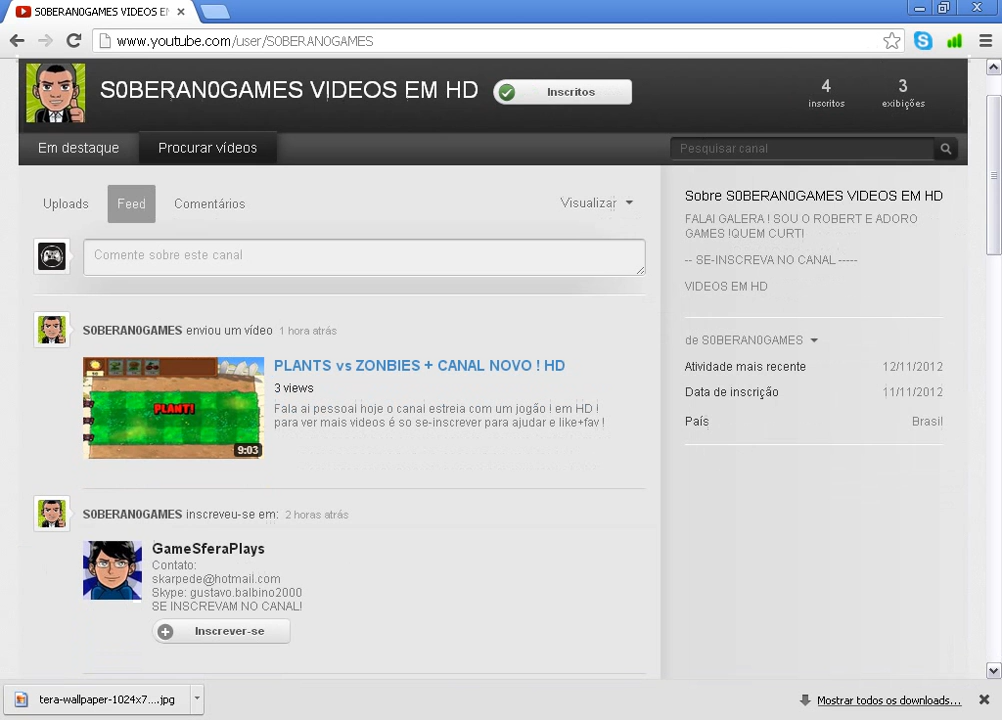 S0BERAN0GAMES VIDEOS EM
www.youtube.com/user/S0BERAN0GAMES
S0BERAN0GAMES VIDEOS EM HD
Inscritos
4
inscritos
3
exibições
Em destaque
Procurar vídeos
Pesquisar canal
Uploads
Feed
Comentários
Visualizar
Comente sobre este canal
S0BERAN0GAMES enviou um vídeo 1 hora atrás
PLANT!
9:03
PLANTS vs ZONBIES + CANAL NOVO ! HD
3 views
Fala ai pessoal hoje o canal estreia com um jogão ! em HD !
para ver mais videos é so se-inscrever para ajudar e like+fav !
S0BERAN0GAMES inscreveu-se em: 2 horas atrás
GameSferaPlays
Contato:
skarpede@hotmail.com
Skype: gustavo.balbino2000
SE INSCREVAM NO CANAL!
Inscrever-se
Sobre S0BERAN0GAMES VIDEOS EM HD
FALAI GALERA ! SOU O ROBERT E ADORO
GAMES !QUEM CURTI
-- SE-INSCREVA NO CANAL -----
VIDEOS EM HD
de S0BERAN0GAMES
Atividade mais recente 12/11/2012
Data de inscrição 11/11/2012
País Brasil
tera-wallpaper-1024x7....jpg
Mostrar todos os downloads...